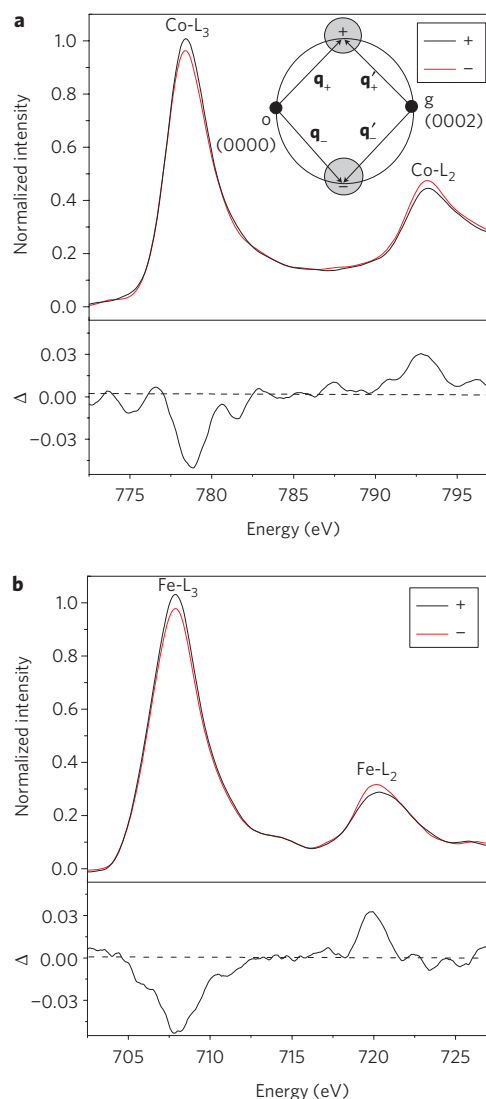 a
Co-L₃
+
−
+
q₊
q′₊
o
(0000)
g
(0002)
q₋
q′₋
−
Co-L₂
Normalized intensity
1.0
0.8
0.6
0.4
0.2
0.0
Δ
0.03
0.00
−0.03
775 780 785 790 795
Energy (eV)
b
Fe-L₃
+
−
Fe-L₂
Normalized intensity
1.0
0.8
0.6
0.4
0.2
0.0
Δ
0.03
0.00
−0.03
705 710 715 720 725
Energy (eV)